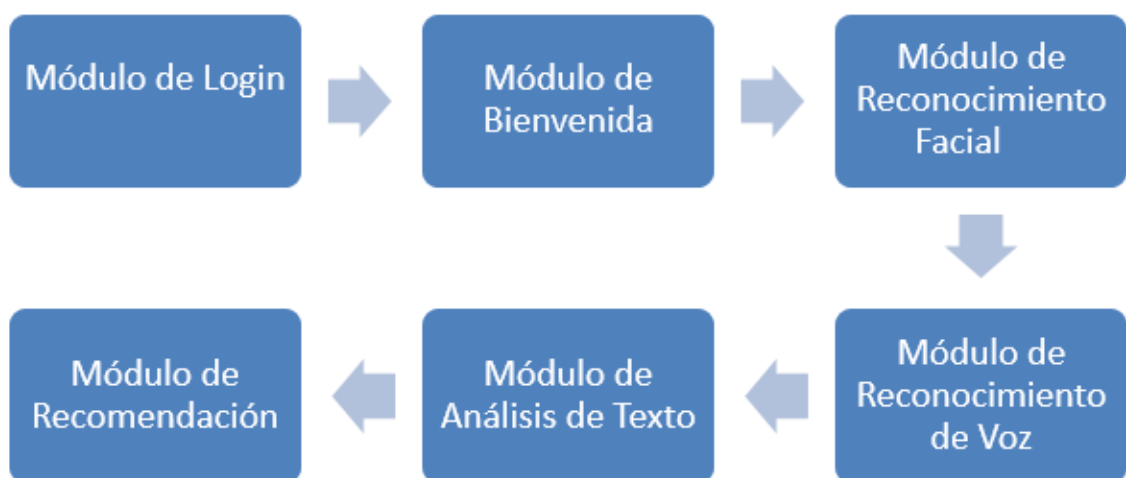 Módulo de Login
Módulo de
Bienvenida
Módulo de
Reconocimiento
Facial
Módulo de
Recomendación
Módulo de
Análisis de Texto
Módulo de
Reconocimiento
de Voz